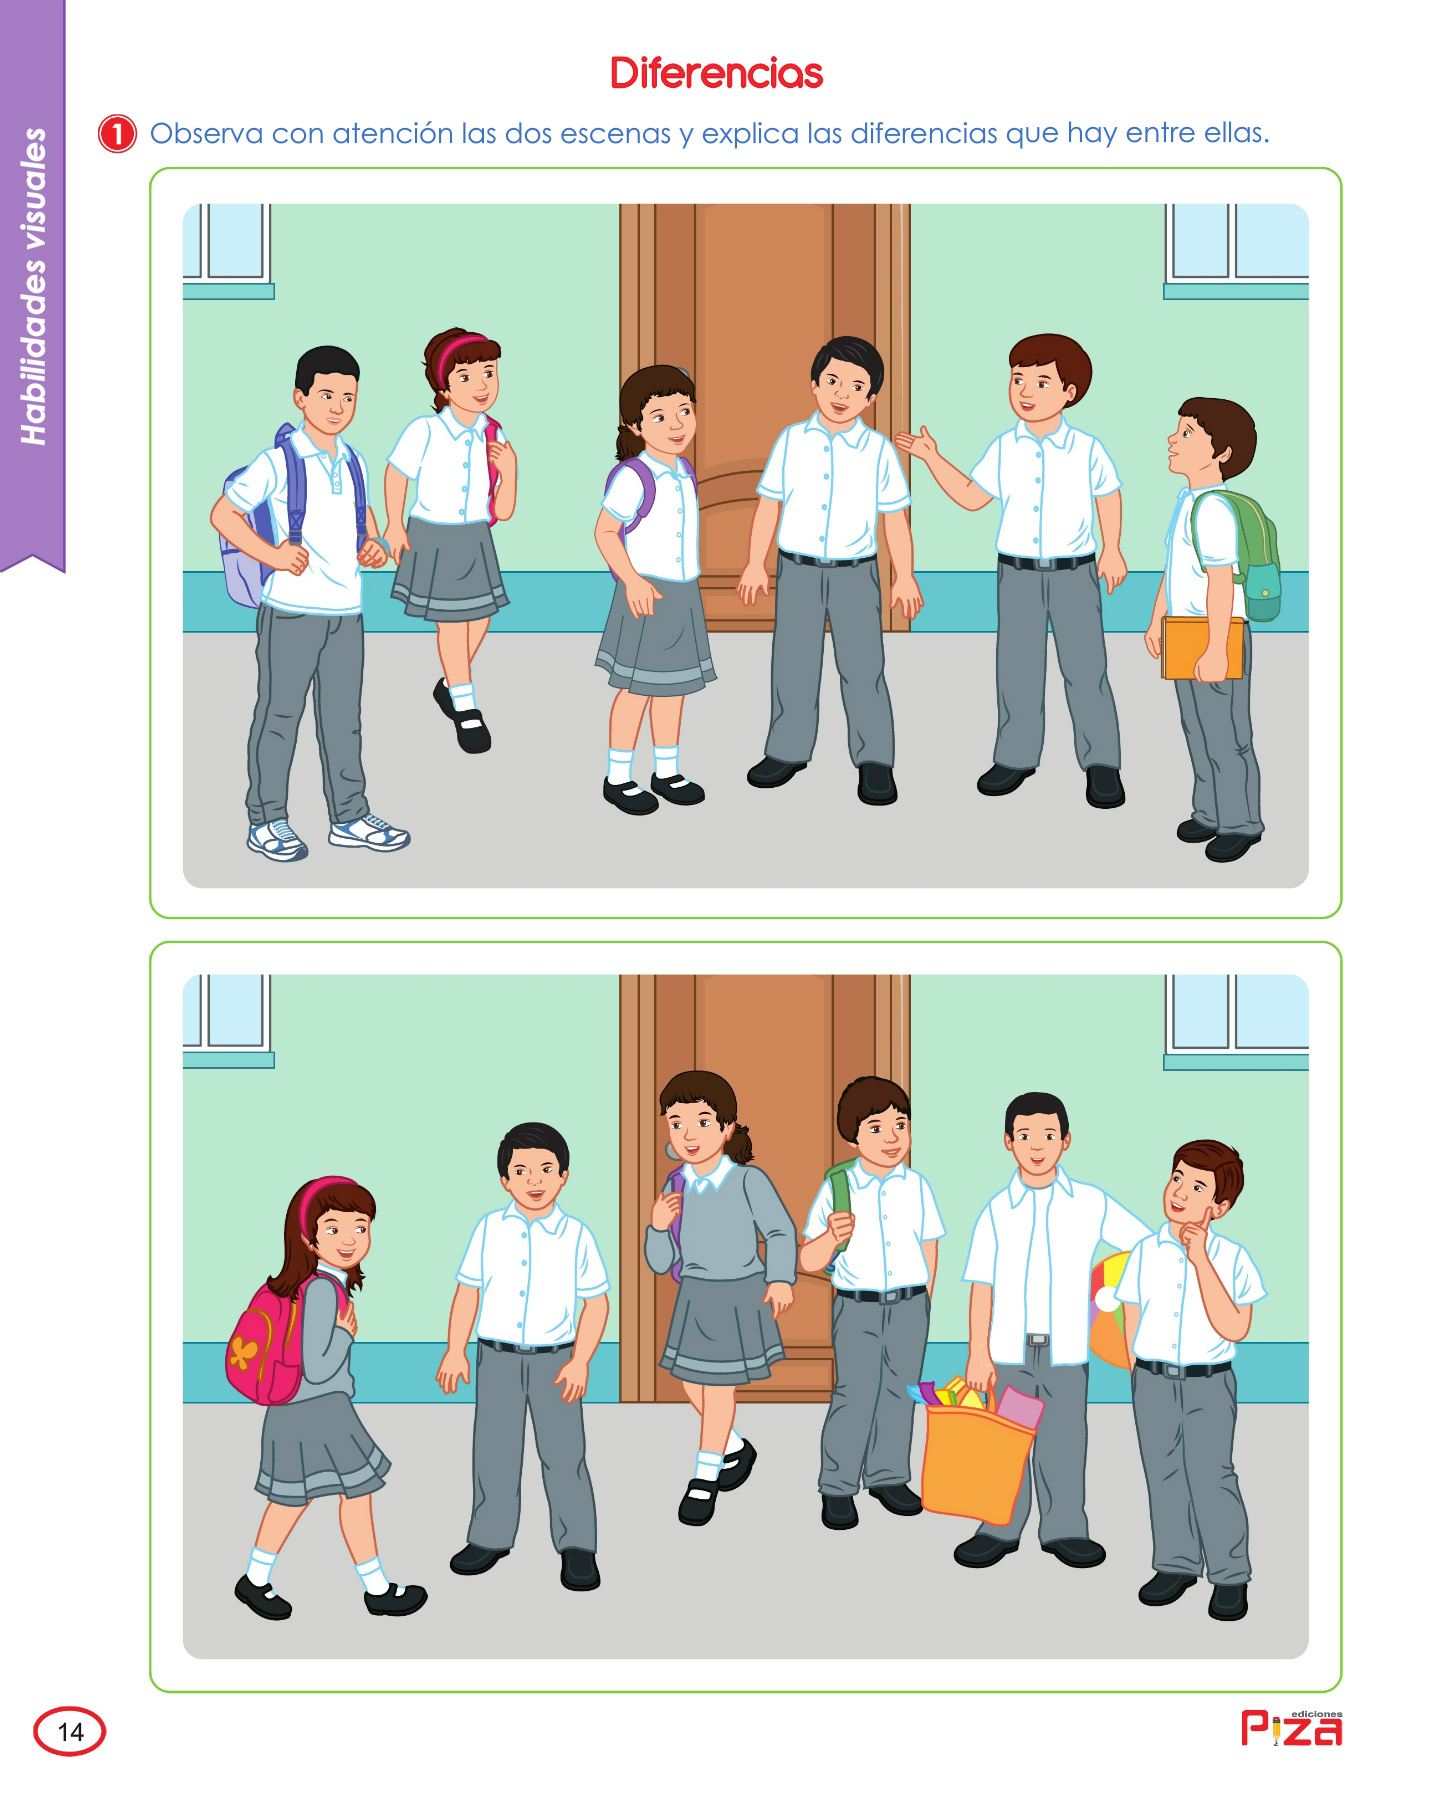 Habilidades visuales
Diferencias
1 Observa con atención las dos escenas y explica las diferencias que hay entre ellas.
14
ediciones
Piza